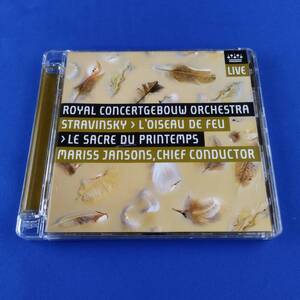 LIVE
ROYAL CONCERTGEBOUW ORCHESTRA
STRAVINSKY > L'OISEAU DE FEU
> LE SACRE DU PRINTEMPS
MARISS JANSONS, CHIEF CONDUCTOR